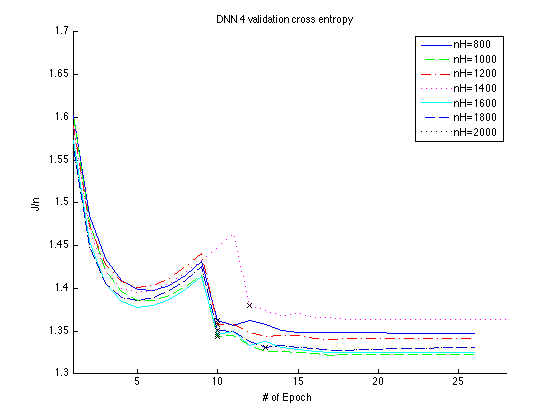 DNN 4 validation cross entropy
1.7
1.65
1.6
1.55
1.5
1.45
1.4
1.35
1.3
J/n
nH=800
nH=1000
nH=1200
nH=1400
nH=1600
nH=1800
nH=2000
5
10
15
20
25
# of Epoch